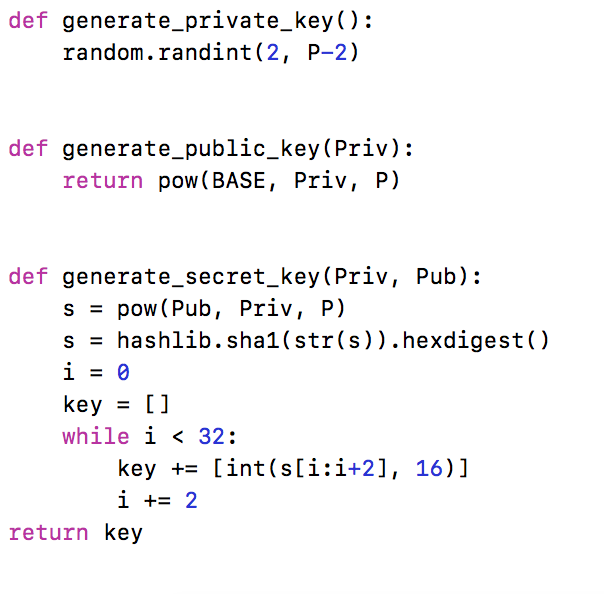 def generate_private_key():
    random.randint(2, P-2)
def generate_public_key(Priv):
    return pow(BASE, Priv, P)
def generate_secret_key(Priv, Pub):
    s = pow(Pub, Priv, P)
    s = hashlib.sha1(str(s)).hexdigest()
    i = 0
    key = []
    while i < 32:
        key += [int(s[i:i+2], 16)]
        i += 2
return key